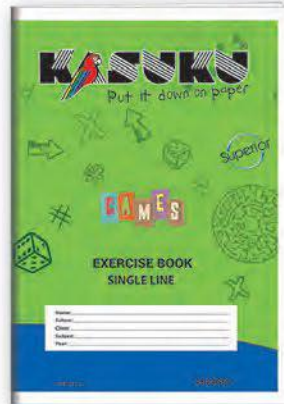 KASUKU
Put it down on paper
Superior
GAMES
EXERCISE BOOK
SINGLE LINE
Name:
School:
Class:
Subject:
Year: